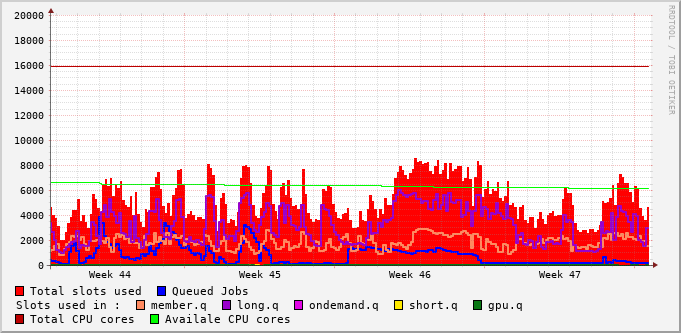 20000
18000
16000
14000
12000
10000
8000
6000
4000
2000
0
Week 44 Week 45 Week 46 Week 47
Total slots used Queued Jobs
Slots used in : member.q long.q ondemand.q short.q gpu.q
Total CPU cores Availale CPU cores
RRDTOOL / TOBI OETIKER